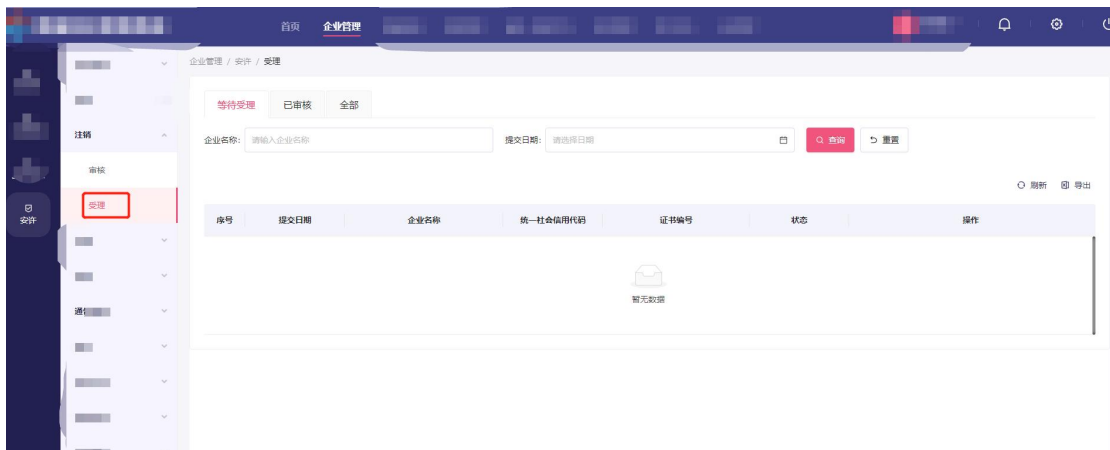 首页 企业管理
企业管理 / 安许 / 受理
等待受理 已审核 全部
注销
企业名称: 请输入企业名称 提交日期: 请选择日期 查询 重置
审核
刷新 导出
受理
安许
序号 提交日期 企业名称 统一社会信用代码 证书编号 状态 操作
暂无数据
通